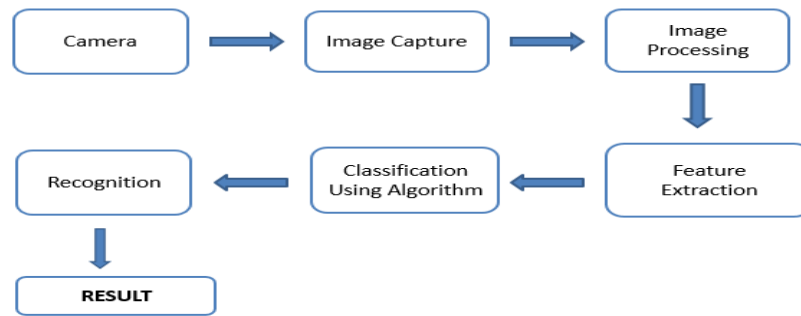 Camera
Image Capture
Image
Processing
Feature
Extraction
Classification
Using Algorithm
Recognition
RESULT